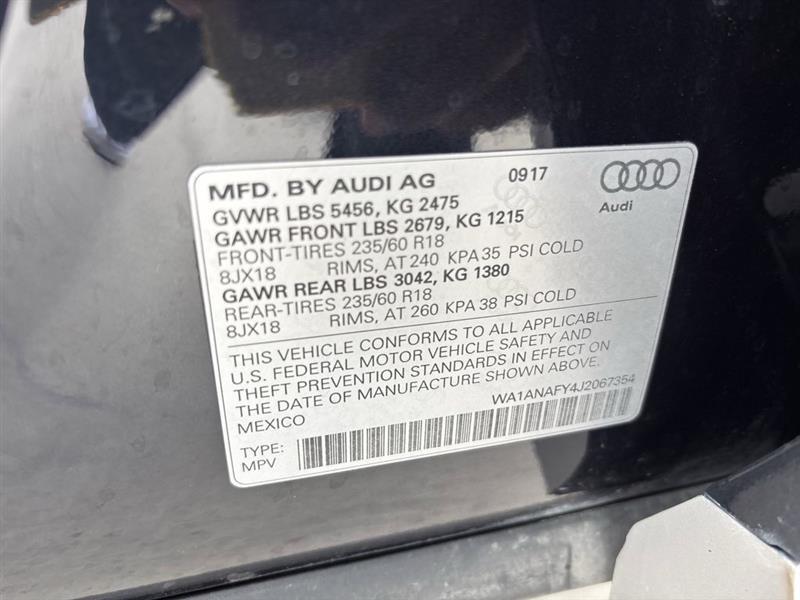 MFD. BY AUDI AG 0917
Audi
GVWR LBS 5456, KG 2475
GAWR FRONT LBS 2679, KG 1215
FRONT-TIRES 235/60 R18
8JX18 RIMS, AT 240 KPA 35 PSI COLD
GAWR REAR LBS 3042, KG 1380
REAR-TIRES 235/60 R18
8JX18 RIMS, AT 260 KPA 38 PSI COLD
THIS VEHICLE CONFORMS TO ALL APPLICABLE
U.S. FEDERAL MOTOR VEHICLE SAFETY AND
THEFT PREVENTION STANDARDS IN EFFECT ON
THE DATE OF MANUFACTURE SHOWN ABOVE.
MEXICO WA1ANAFY4J2067354
TYPE:
MPV